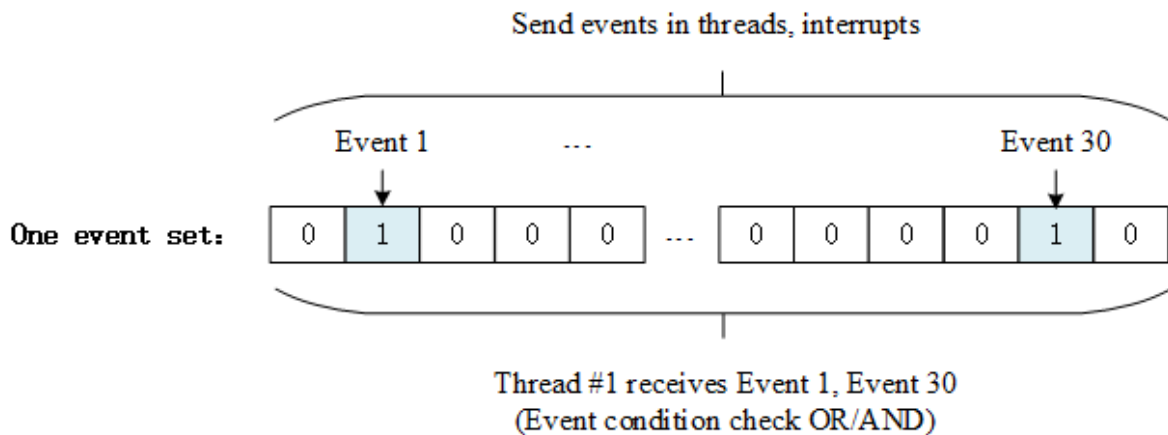 Send events in threads, interrupts
Event 1 ... Event 30
One event set: 0 1 0 0 0 ... 0 0 0 0 1 0
Thread #1 receives Event 1, Event 30
(Event condition check OR/AND)